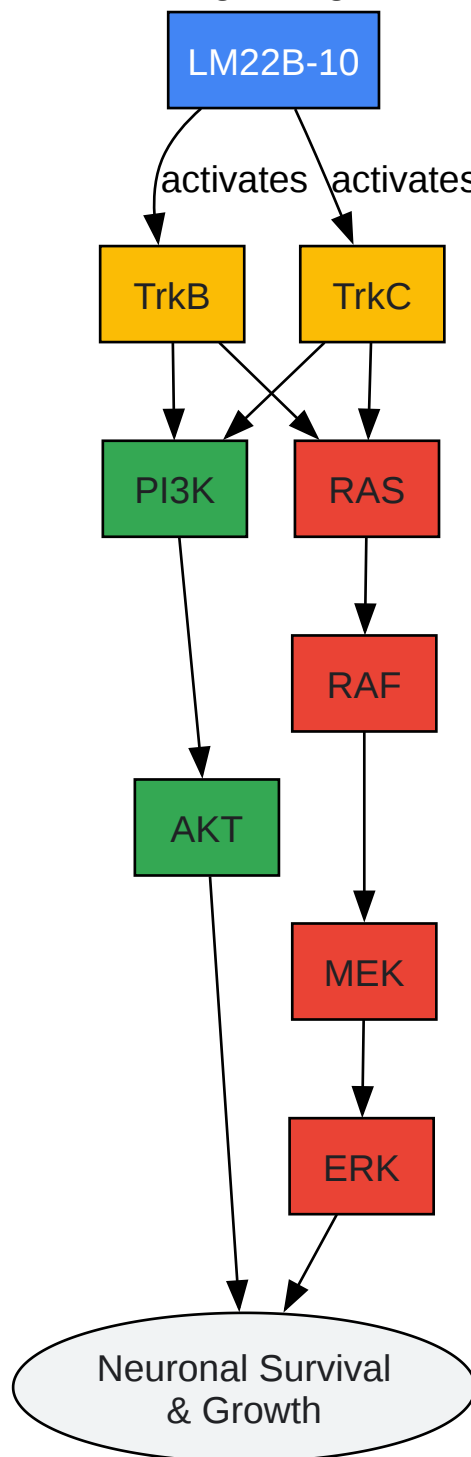 LM22B-10
activates activates
TrkB TrkC
PI3K RAS
RAF
AKT
MEK
ERK
Neuronal Survival
& Growth